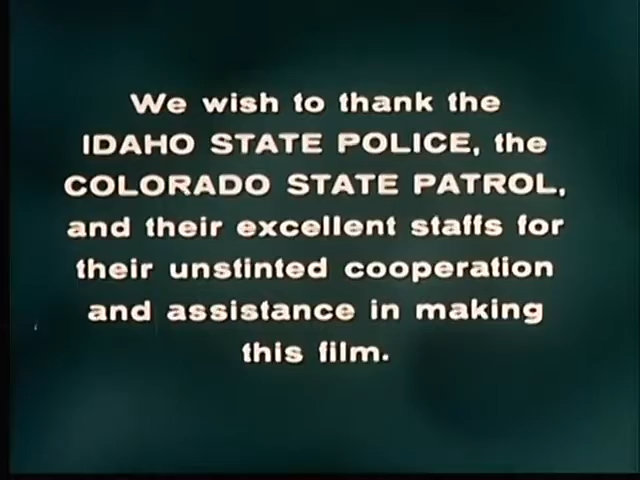 We wish to thank the
IDAHO STATE POLICE, the
COLORADO STATE PATROL,
and their excellent staffs for
their unstinted cooperation
and assistance in making
this film.